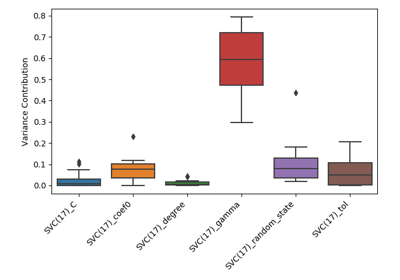 0.8
0.7
0.6
0.5
0.4
0.3
0.2
0.1
0.0
Variance Contribution
SVC(17)_C
SVC(17)_coef0
SVC(17)_degree
SVC(17)_gamma
SVC(17)_random_state
SVC(17)_tol